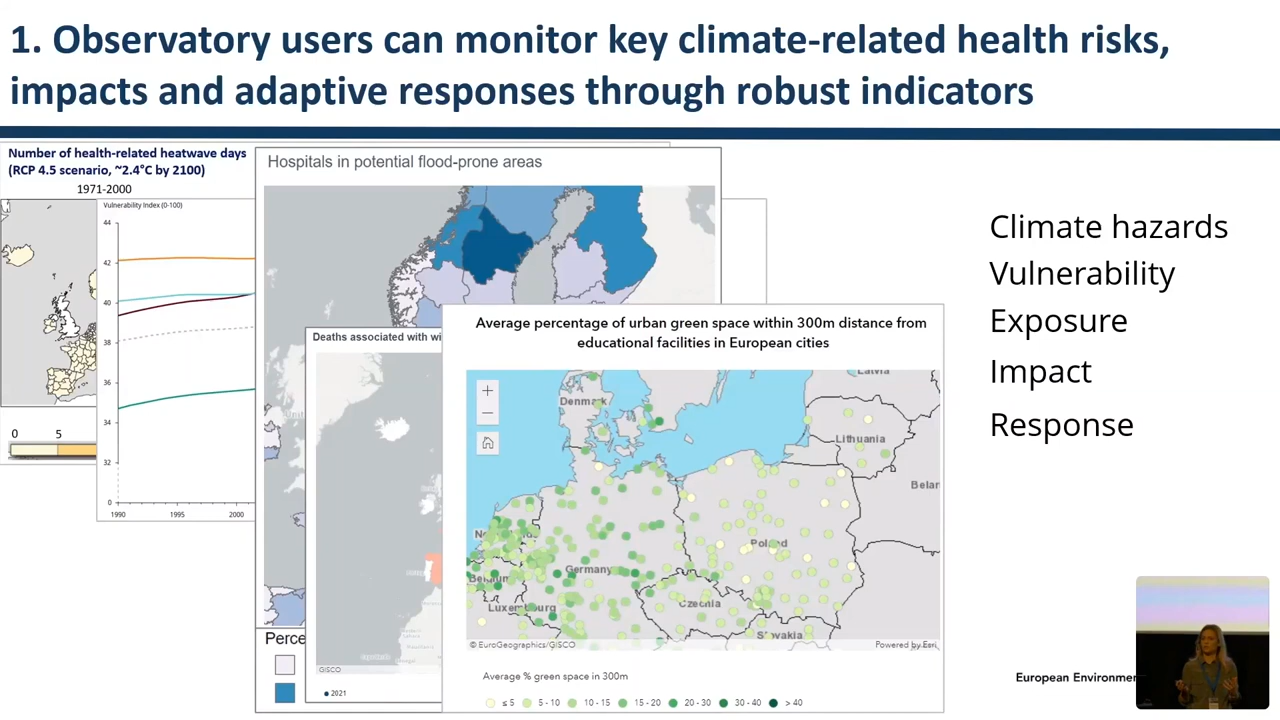 1. Observatory users can monitor key climate-related health risks,
impacts and adaptive responses through robust indicators
Number of health-related heatwave days
(RCP 4.5 scenario, ~2.4°C by 2100)
1971-2000
0 5
Vulnerability Index (0-100)
44
42
40
38
36
34
32
0
1990 1995 2000
Hospitals in potential flood-prone areas
Deaths associated with wi
GISCO
2021
Average percentage of urban green space within 300m distance from
educational facilities in European cities
+
−
Denmark
Latvia
Lithuania
Belar
Poland
Germany
Belgium
Luxembourg
Czechia
Slovakia
© EuroGeographics/GISCO
Powered by Esri
Average % green space in 300m
≤ 5 5 - 10 10 - 15 15 - 20 20 - 30 30 - 40 > 40
Climate hazards
Vulnerability
Exposure
Impact
Response
European Environmen